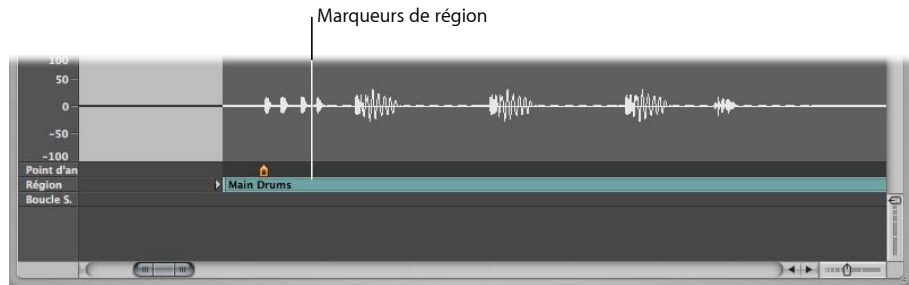 Marqueurs de région
100
50
0
-50
-100
Point d'an
Région
Main Drums
Boucle S.